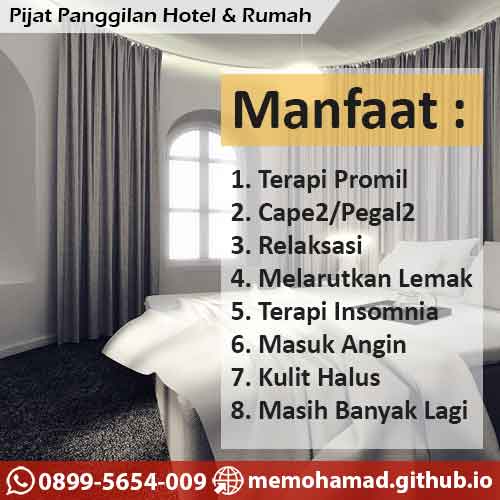 Pijat Panggilan Hotel & Rumah
Manfaat :
1. Terapi Promil
2. Cape2/Pegal2
3. Relaksasi
4. Melarutkan Lemak
5. Terapi Insomnia
6. Masuk Angin
7. Kulit Halus
8. Masih Banyak Lagi
0899-5654-009 memohamad.github.io